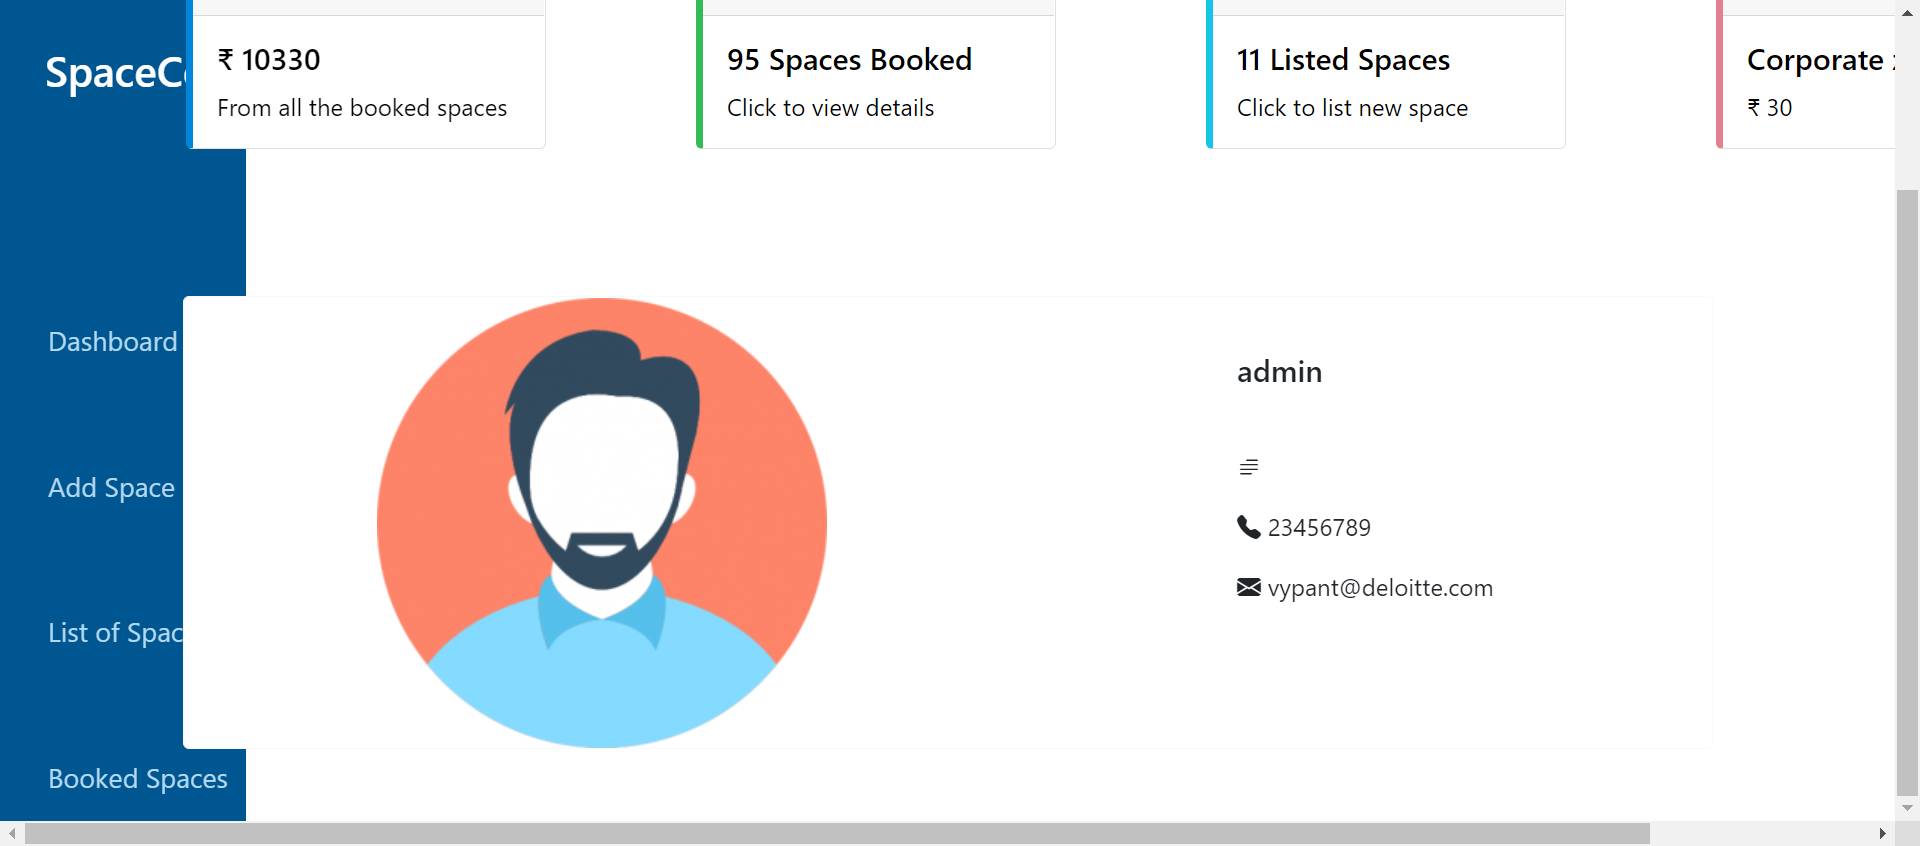 SpaceC
₹ 10330
From all the booked spaces
95 Spaces Booked
Click to view details
11 Listed Spaces
Click to list new space
Corporate
₹ 30
Dashboard
Add Space
List of Spac
Booked Spaces
admin
23456789
vypant@deloitte.com